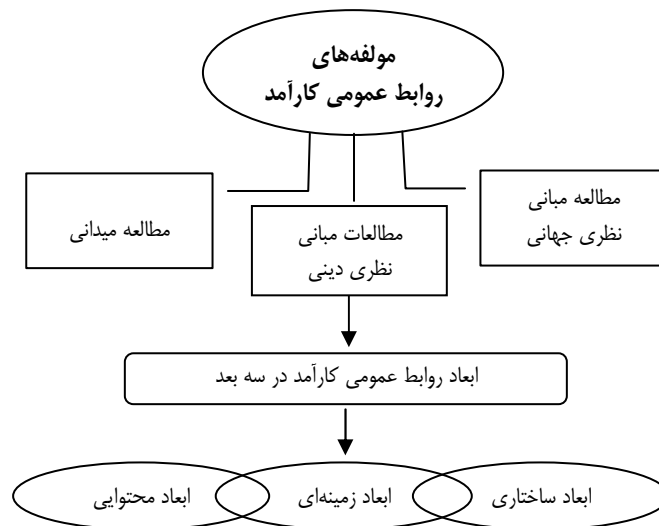 مولفه‌های
روابط عمومی کارآمد
مطالعه مبانی
نظری جهانی
مطالعات مبانی
نظری دینی
مطالعه میدانی
ابعاد روابط عمومی کارآمد در سه بعد
ابعاد ساختاری
ابعاد زمینه‌ای
ابعاد محتوایی